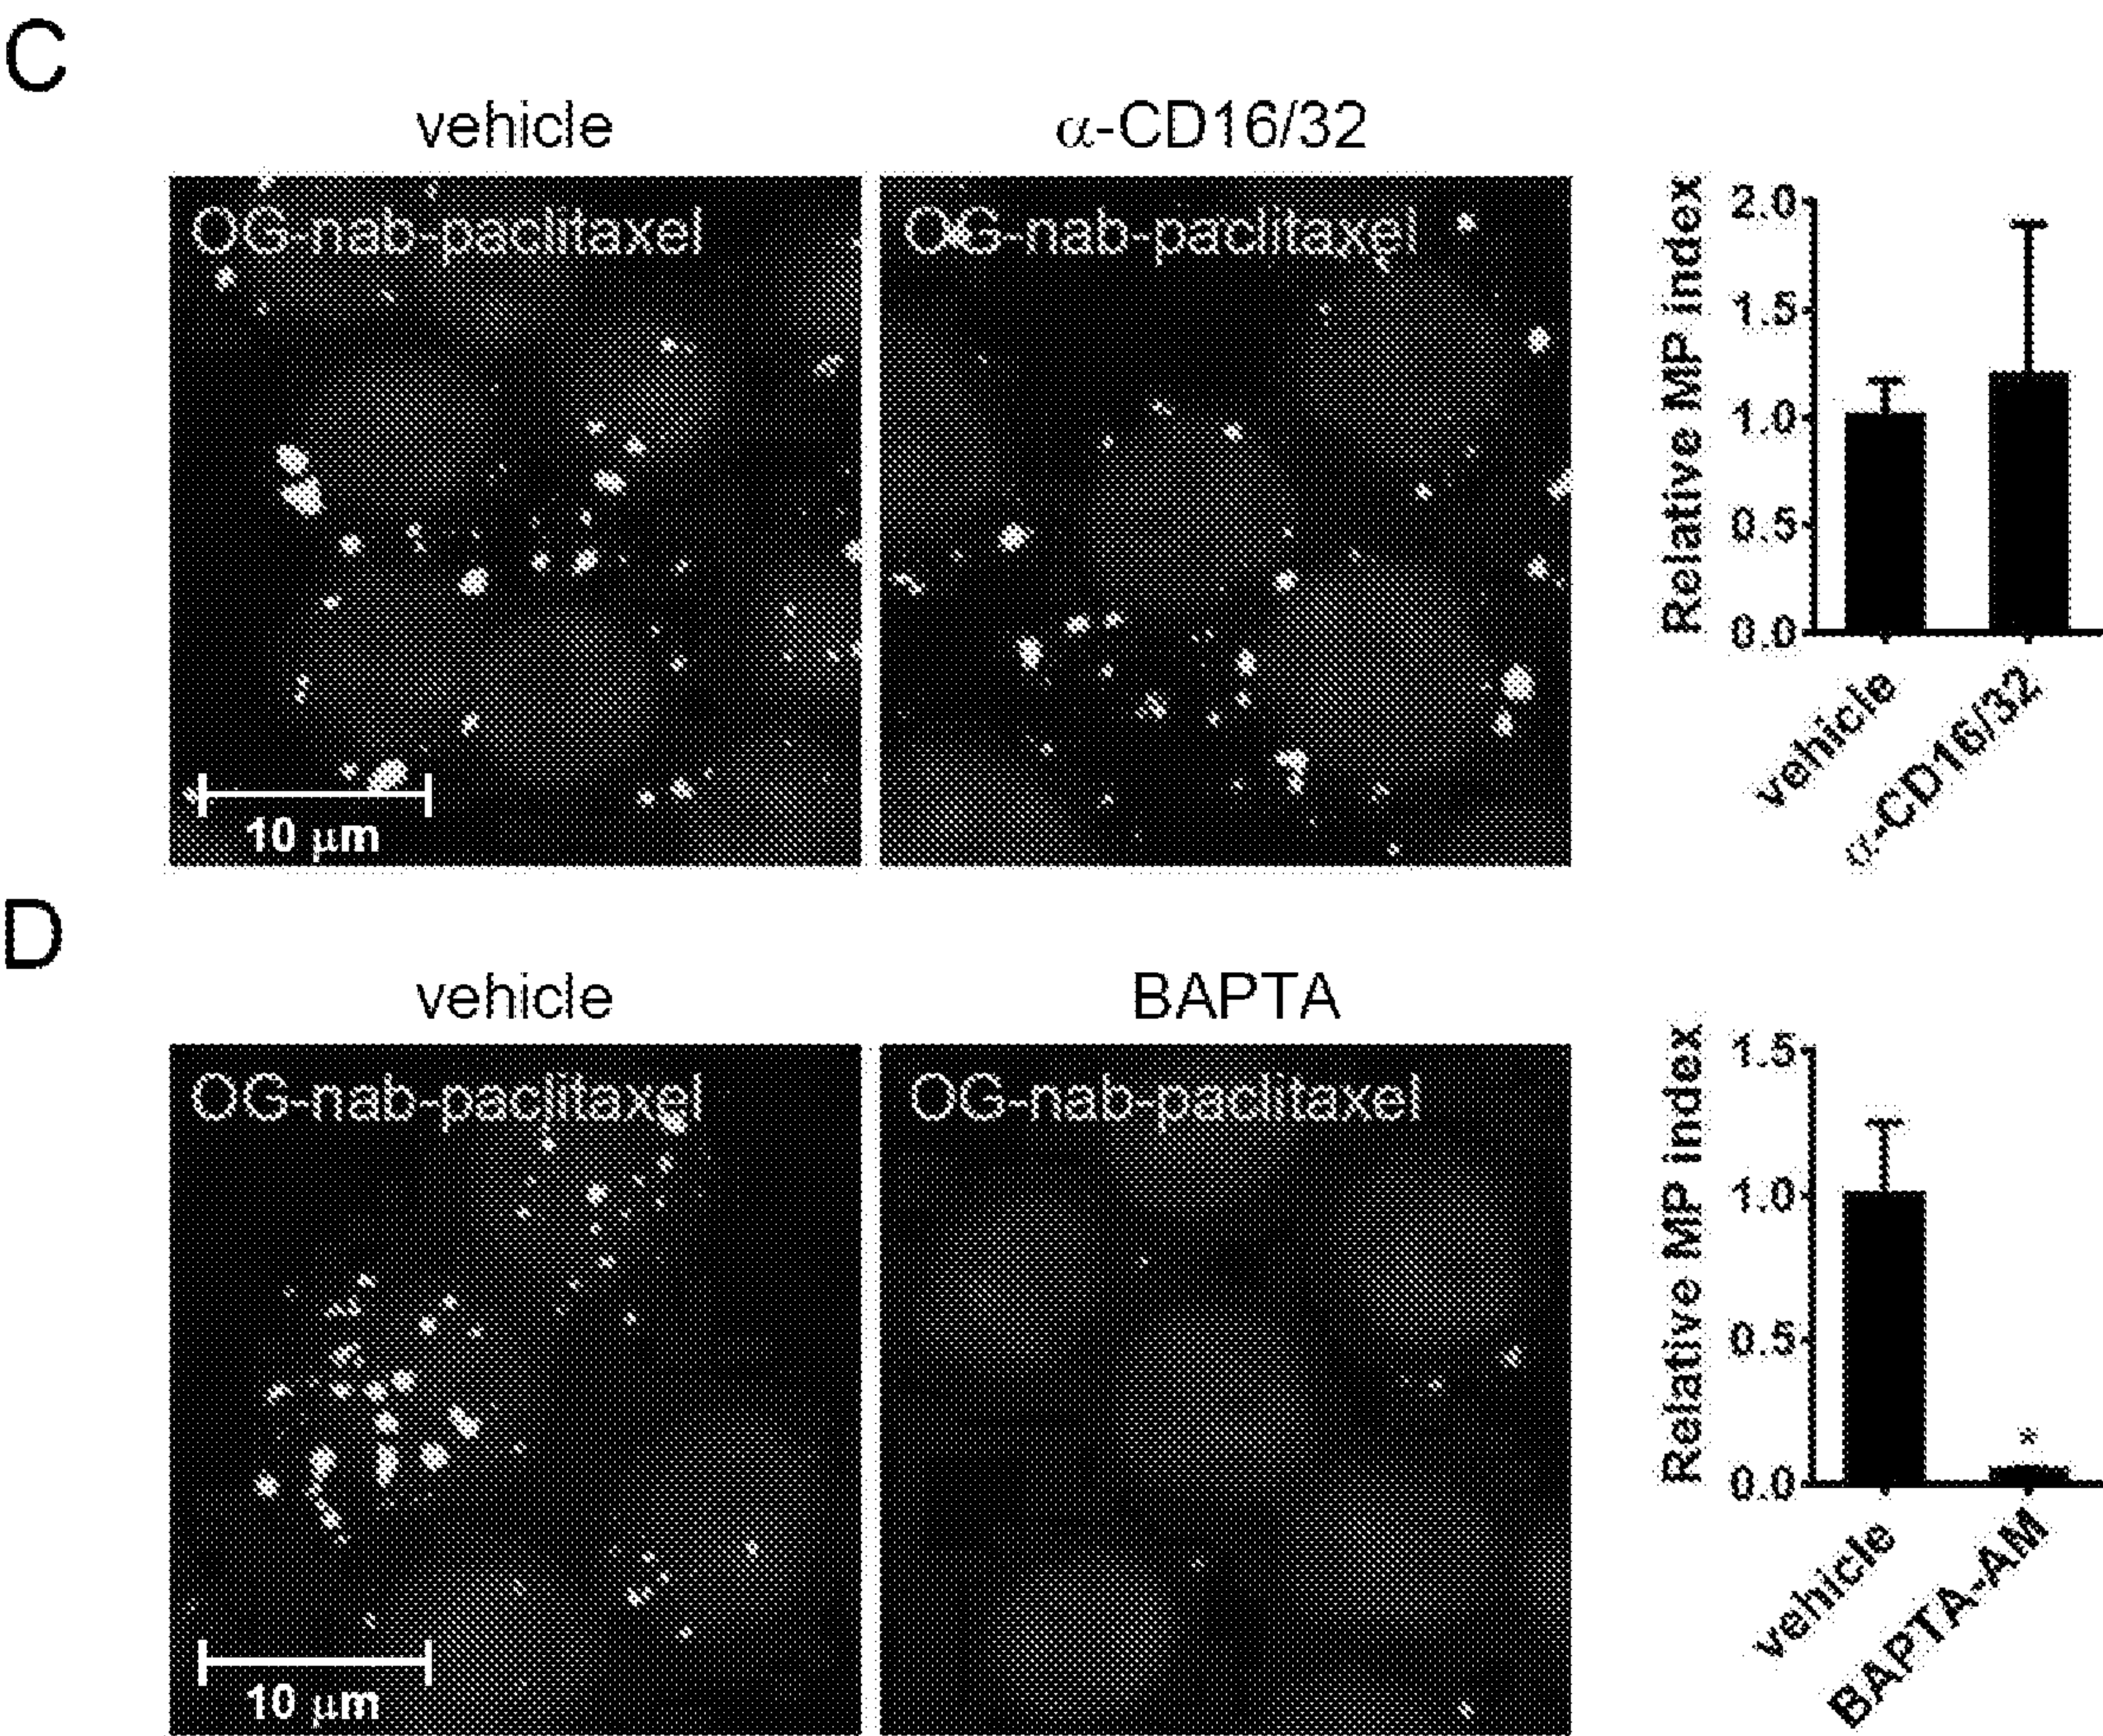 C
vehicle
α-CD16/32
OG-nab-paclitaxel
OG-nab-paclitaxel
10 μm
Relative MP index
2.0
1.5
1.0
0.5
0.0
vehicle
α-CD16/32
D
vehicle
BAPTA
OG-nab-paclitaxel
OG-nab-paclitaxel
10 μm
Relative MP index
1.5
1.0
0.5
0.0
*
vehicle
BAPTA-AM